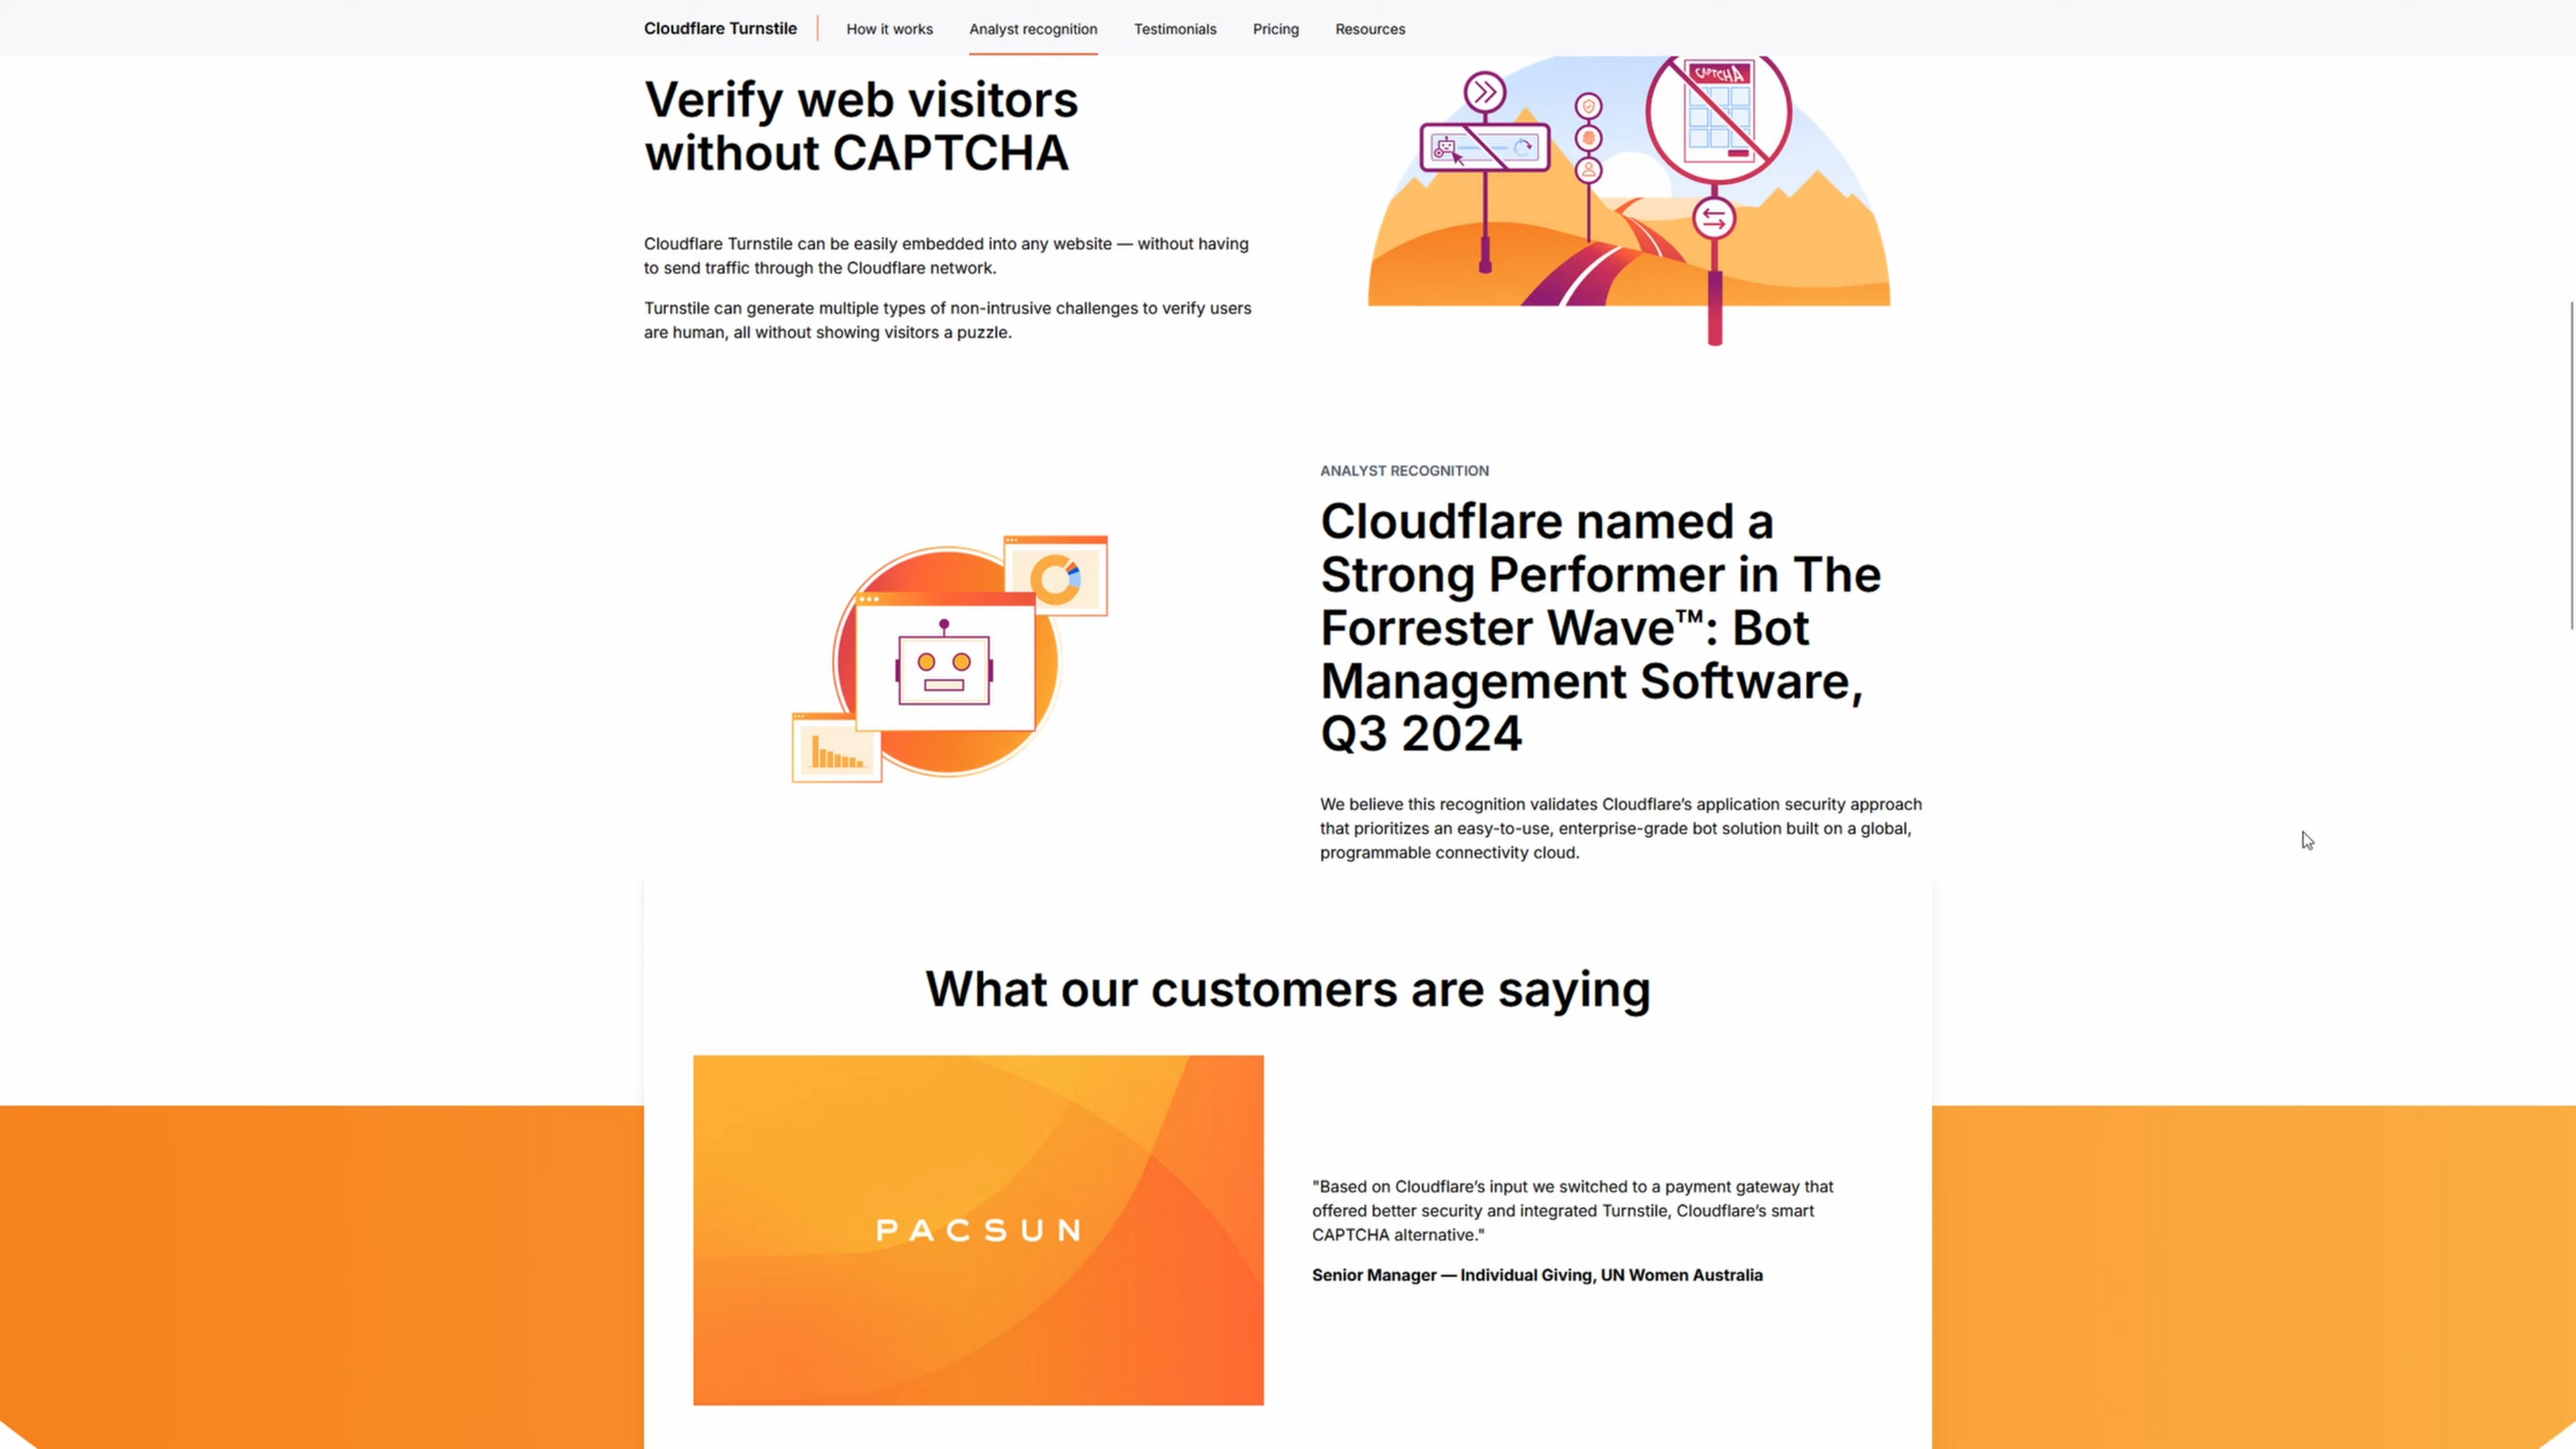 Cloudflare Turnstile
How it works
Analyst recognition
Testimonials
Pricing
Resources
Verify web visitors
without CAPTCHA
Cloudflare Turnstile can be easily embedded into any website — without having
to send traffic through the Cloudflare network.
Turnstile can generate multiple types of non-intrusive challenges to verify users
are human, all without showing visitors a puzzle.
CAPTCHA
ANALYST RECOGNITION
Cloudflare named a
Strong Performer in The
Forrester Wave™: Bot
Management Software,
Q3 2024
We believe this recognition validates Cloudflare’s application security approach
that prioritizes an easy-to-use, enterprise-grade bot solution built on a global,
programmable connectivity cloud.
What our customers are saying
PACSUN
"Based on Cloudflare’s input we switched to a payment gateway that
offered better security and integrated Turnstile, Cloudflare’s smart
CAPTCHA alternative."
Senior Manager — Individual Giving, UN Women Australia